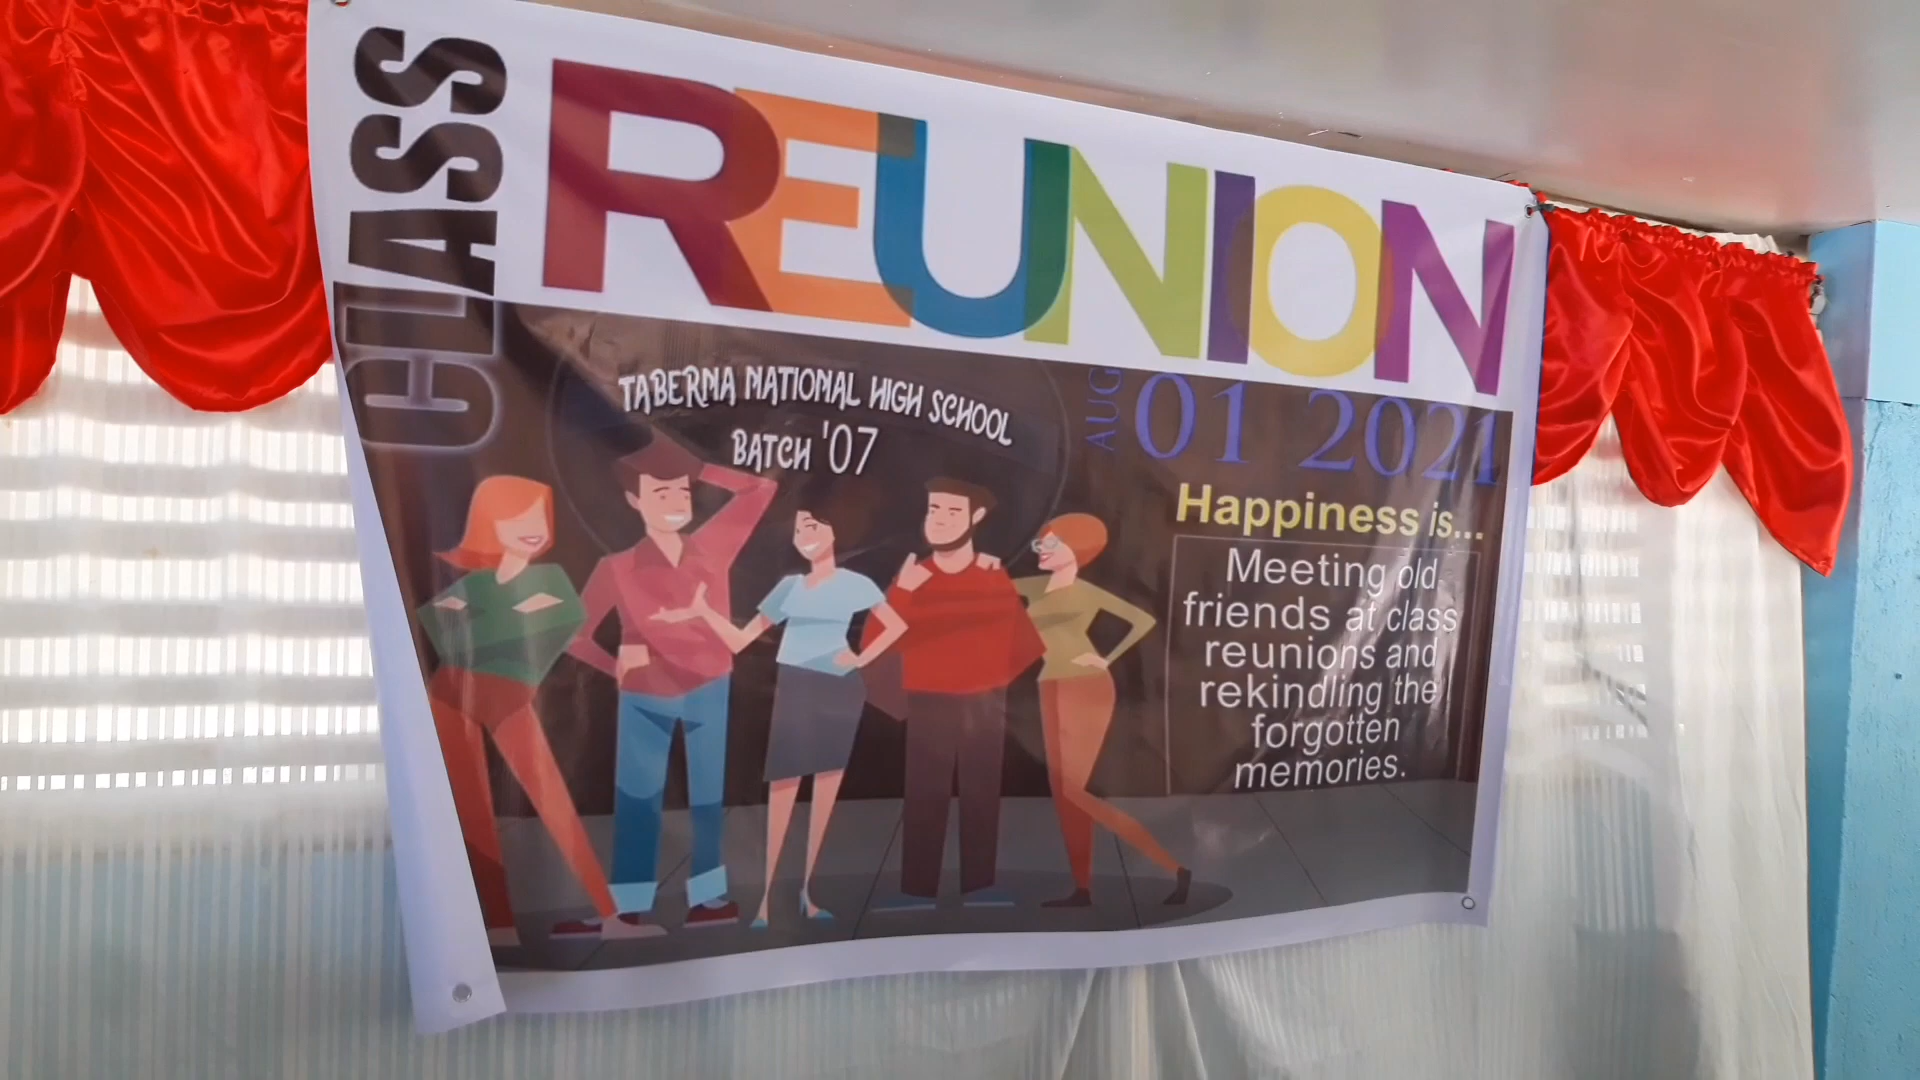 CLASS
REUNION
TABERNA NATIONAL HIGH SCHOOL
BATCH '07
AUG 01 2021
Happiness is...
Meeting old
friends at class
reunions and
rekindling the
forgotten
memories.